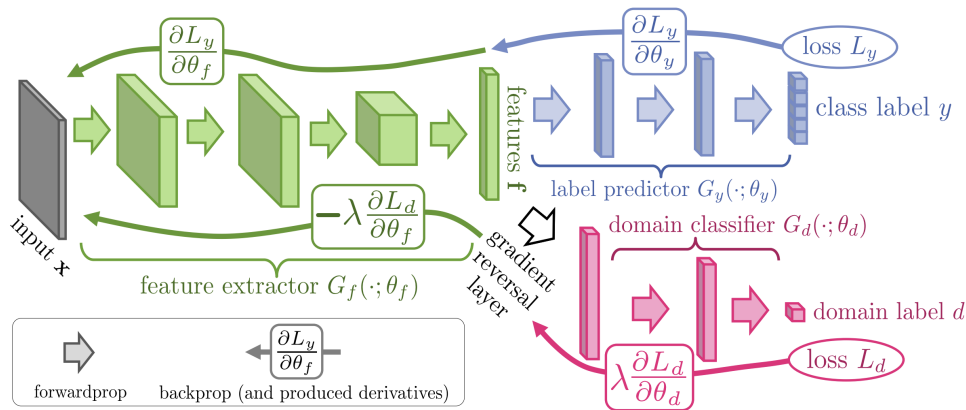 ∂L_y/∂θ_f
∂L_y/∂θ_y
loss L_y
features f
class label y
label predictor G_y(·; θ_y)
input x
−λ ∂L_d/∂θ_f
feature extractor G_f(·; θ_f)
gradient
reversal
layer
domain classifier G_d(·; θ_d)
domain label d
λ ∂L_d/∂θ_d
loss L_d
forwardprop
∂L_y/∂θ_f
backprop (and produced derivatives)